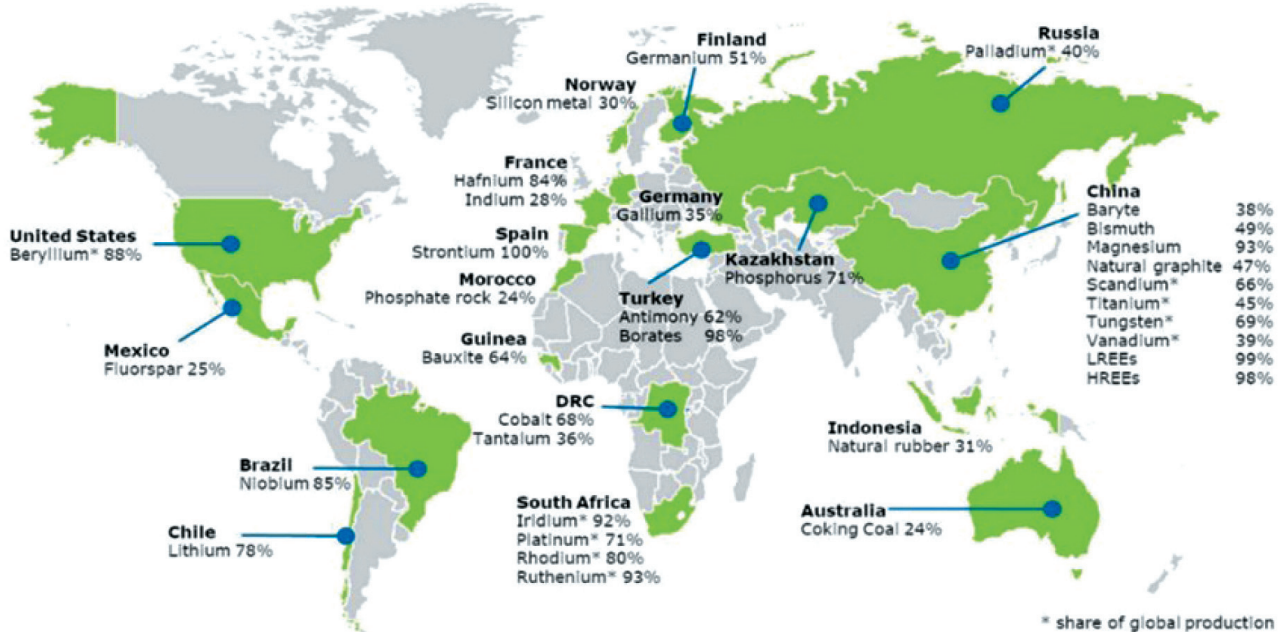 Russia
Palladium* 40%
Finland
Germanium 51%
Norway
Silicon metal 30%
France
Hafnium 84%
Indium 28%
Germany
Gallium 35%
Spain
Strontium 100%
Morocco
Phosphate rock 24%
Kazakhstan
Phosphorus 71%
Turkey
Antimony 62%
Borates 98%
China
Baryte 38%
Bismuth 49%
Magnesium 93%
Natural graphite 47%
Scandium* 66%
Titanium* 45%
Tungsten* 69%
Vanadium* 39%
LREEs 99%
HREEs 98%
United States
Beryllium* 88%
Mexico
Fluorspar 25%
Guinea
Bauxite 64%
DRC
Cobalt 68%
Tantalum 36%
Indonesia
Natural rubber 31%
Brazil
Niobium 85%
Chile
Lithium 78%
South Africa
Iridium* 92%
Platinum* 71%
Rhodium* 80%
Ruthenium* 93%
Australia
Coking Coal 24%
* share of global production